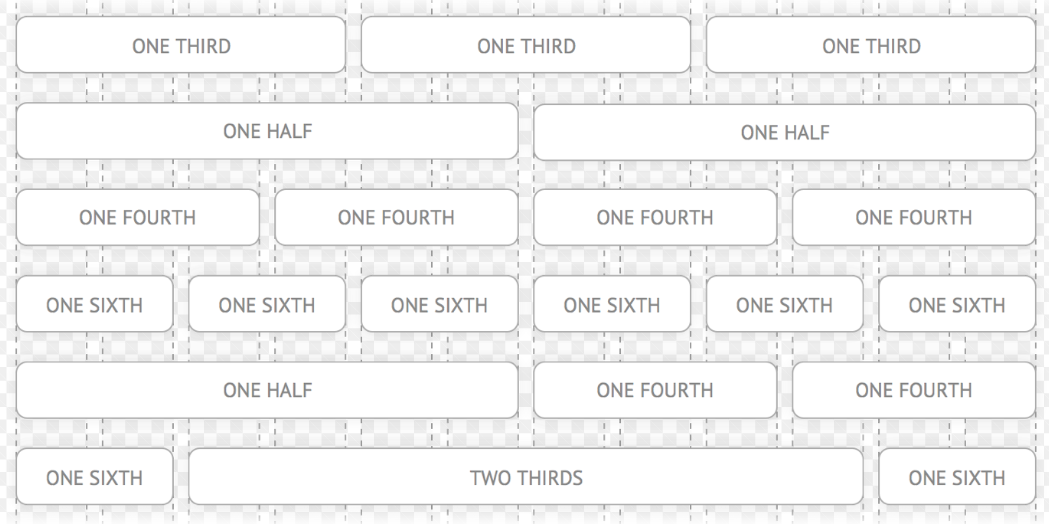 ONE THIRD ONE THIRD ONE THIRD
ONE HALF ONE HALF
ONE FOURTH ONE FOURTH ONE FOURTH ONE FOURTH
ONE SIXTH ONE SIXTH ONE SIXTH ONE SIXTH ONE SIXTH ONE SIXTH
ONE HALF ONE FOURTH ONE FOURTH
ONE SIXTH TWO THIRDS ONE SIXTH